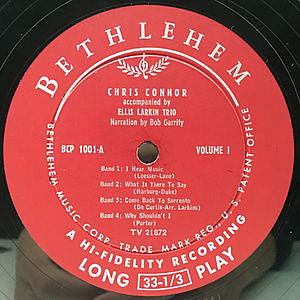 BETHLEHEM
CHRIS CONNOR
accompanied by
ELLIS LARKIN TRIO
Narration by Bob Garrity
BCP 1001-A
VOLUME I
Band 1: I Hear Music
(Loesser-Lane)
Band 2: What Is There To Say
(Harburg-Duke)
Band 3: Come Back To Sorrento
(De Curtis-Arr. Larkins)
Band 4: Why Shouldn't I
(Porter)
TV 21872
BETHLEHEM MUSIC CORP. TRADE MARK REG. U.S. PATENT OFFICE
A HI-FIDELITY RECORDING
LONG 33-1/3 PLAY